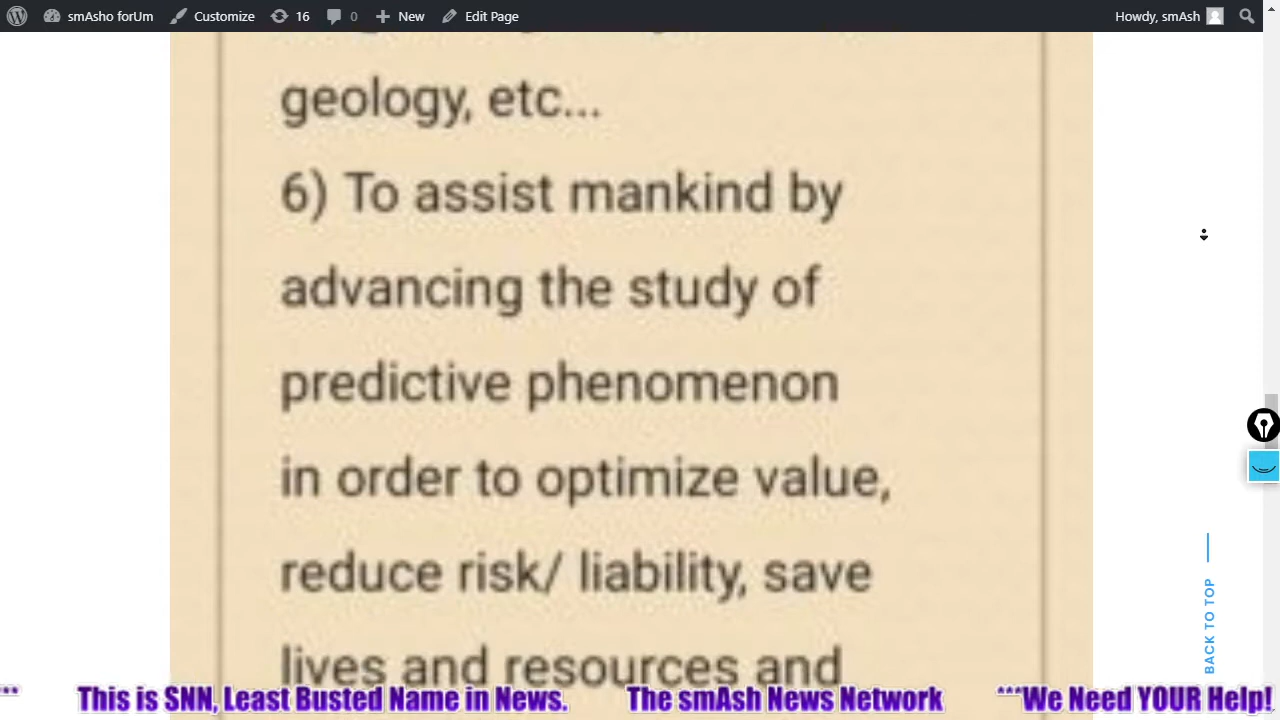 smAsho forUm Customize 16 0 New Edit Page Howdy, smAsh
geology, etc...
6) To assist mankind by
advancing the study of
predictive phenomenon
in order to optimize value,
reduce risk/ liability, save
lives and resources and
BACK TO TOP
*** This is SNN, Least Busted Name in News. The smAsh News Network ***We Need YOUR Help!